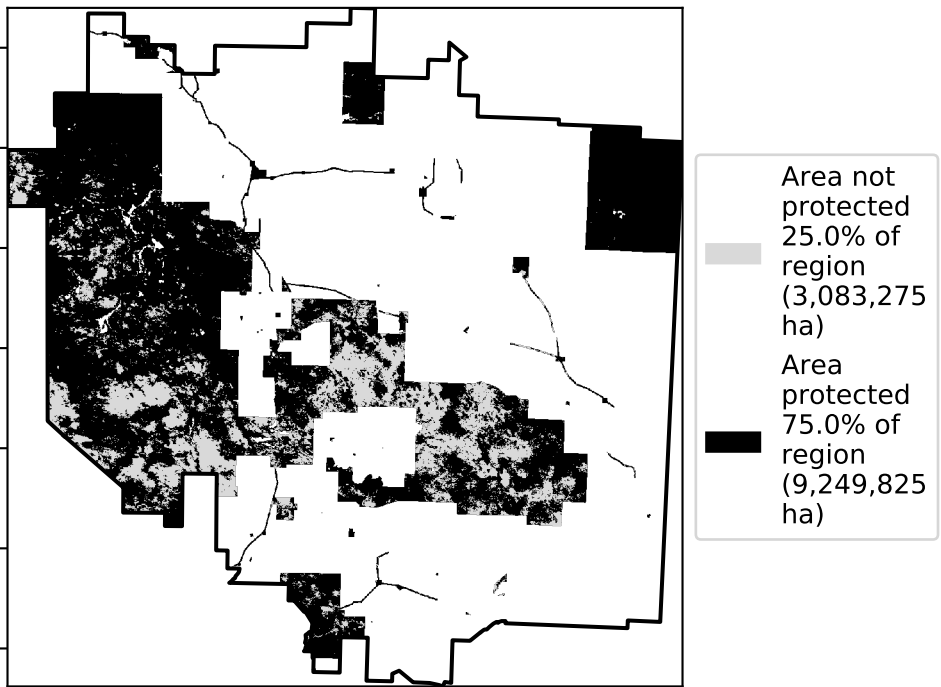 Area not
protected
25.0% of
region
(3,083,275
ha)
Area
protected
75.0% of
region
(9,249,825
ha)